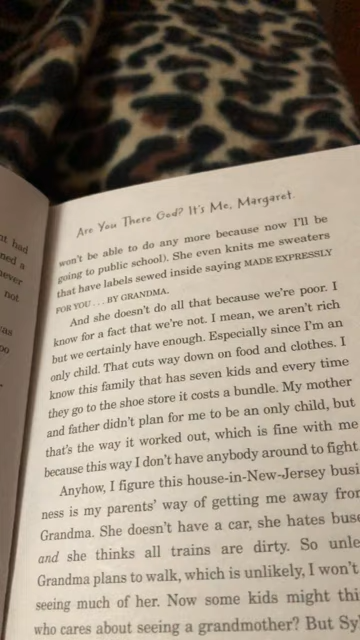 nt had
ned a
never
not
Are You There God? It's Me, Margaret.
won't be able to do any more because now I'll be
going to public school). She even knits me sweaters
that have labels sewed inside saying MADE EXPRESSLY
FOR YOU . . . BY GRANDMA.
And she doesn't do all that because we're poor. I
know for a fact that we're not. I mean, we aren't rich
but we certainly have enough. Especially since I'm an
only child. That cuts way down on food and clothes. I
know this family that has seven kids and every time
they go to the shoe store it costs a bundle. My mother
and father didn't plan for me to be an only child, but
that's the way it worked out, which is fine with me
because this way I don't have anybody around to fight.
Anyhow, I figure this house-in-New-Jersey busi
ness is my parents' way of getting me away fro
Grandma. She doesn't have a car, she hates buse
and she thinks all trains are dirty. So unle
Grandma plans to walk, which is unlikely, I won't
seeing much of her. Now some kids might thi
who cares about seeing a grandmother? But Sy